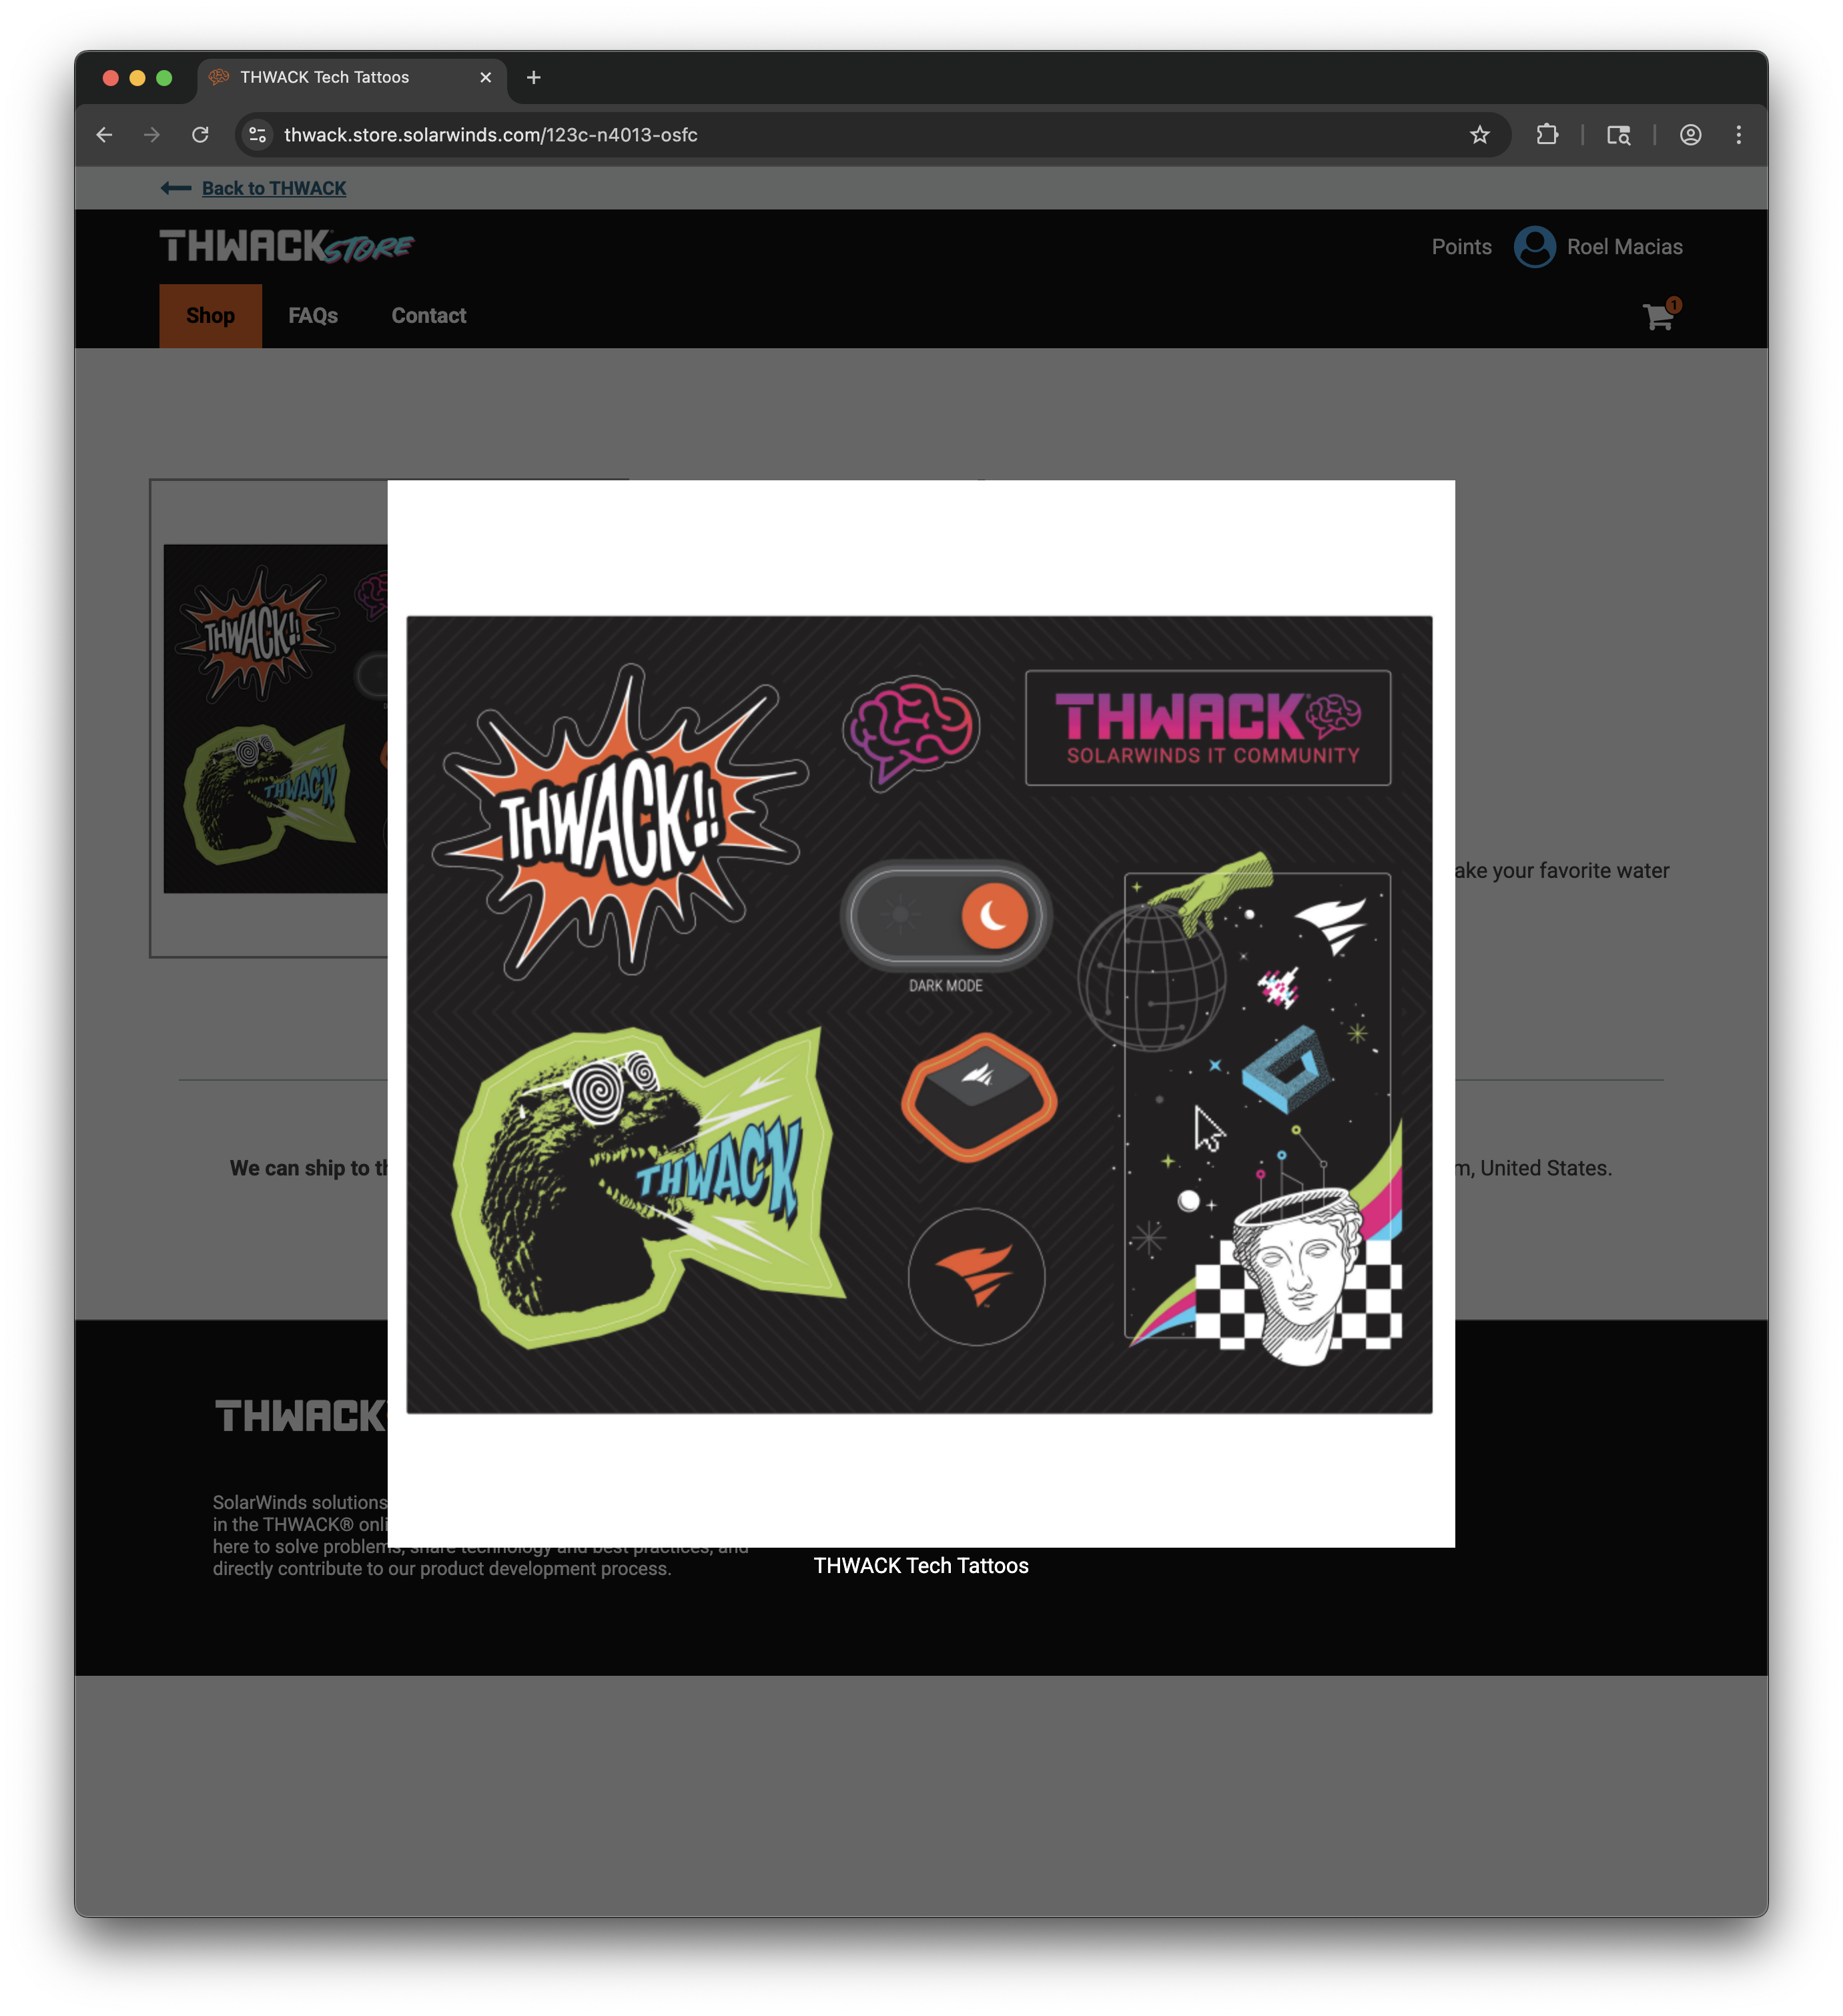 THWACK Tech Tattoos
thwack.store.solarwinds.com/123c-n4013-osfc
Back to THWACK
THWACK STORE
Points
Roel Macias
Shop
FAQs
Contact
1
THWACK!!
THWACK
THWACK!!
THWACK
SOLARWINDS IT COMMUNITY
DARK MODE
THWACK
ake your favorite water
We can ship to th
m, United States.
THWACK
SolarWinds solutions
in the THWACK® onli
here to solve problems, share technology and best practices, and
directly contribute to our product development process.
THWACK Tech Tattoos